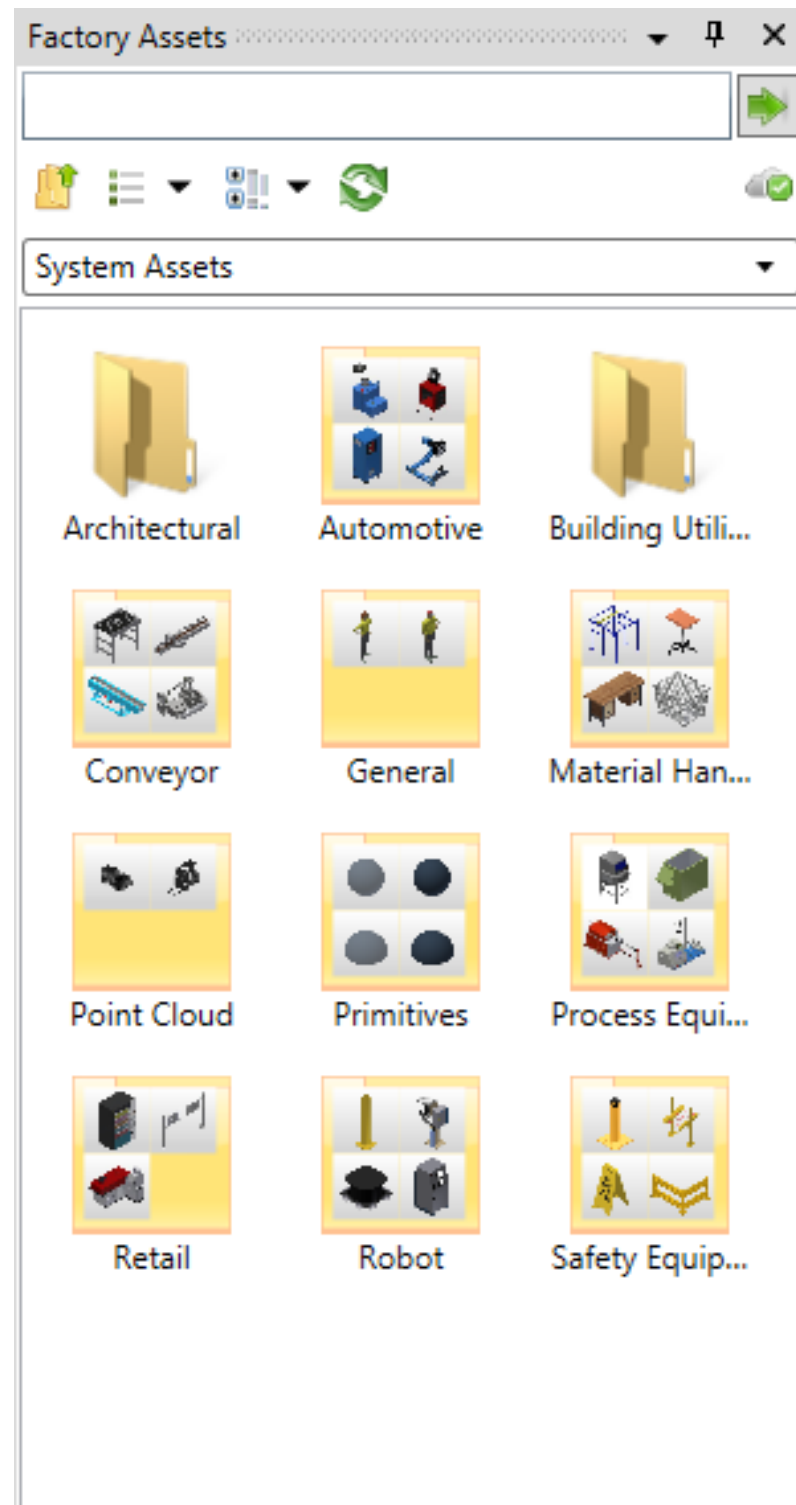 Factory Assets
System Assets
Architectural
Automotive
Building Utili...
Conveyor
General
Material Han...
Point Cloud
Primitives
Process Equi...
Retail
Robot
Safety Equip...